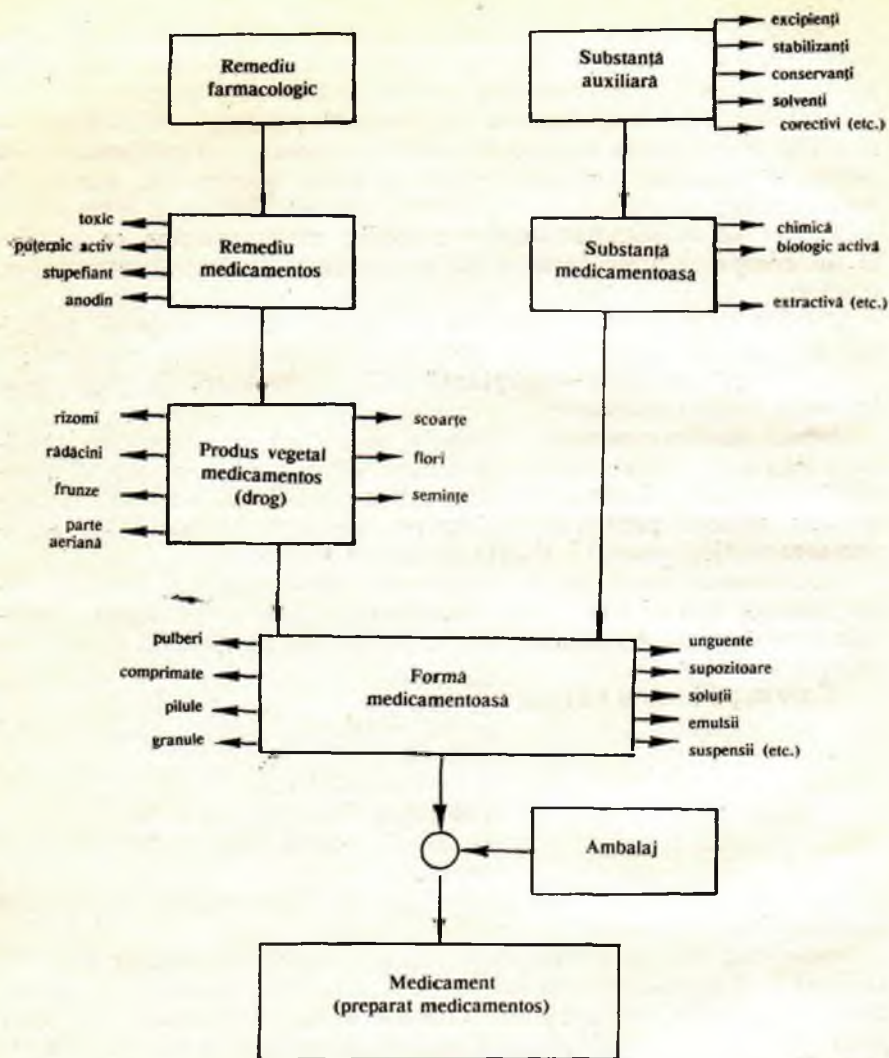 Remediu
farmacologic
Substanță
auxiliară
excipienți
stabilizanți
conservanți
solventi
corectivi (etc.)
toxic
puternic activ
stupefiant
anodin
Remediu
medicamentos
Substanță
medicamentoasă
chimică
biologic activă
extractivă (etc.)
rizomi
rădăcini
frunze
parte
aeriană
Produs vegetal
medicamentos
(drog)
scoarțe
flori
semințe
pulberi
comprimate
pilule
granule
Formă
medicamentoasă
unguente
supozitoare
soluții
emulsii
suspensii (etc.)
Ambalaj
Medicament
(preparat medicamentos)